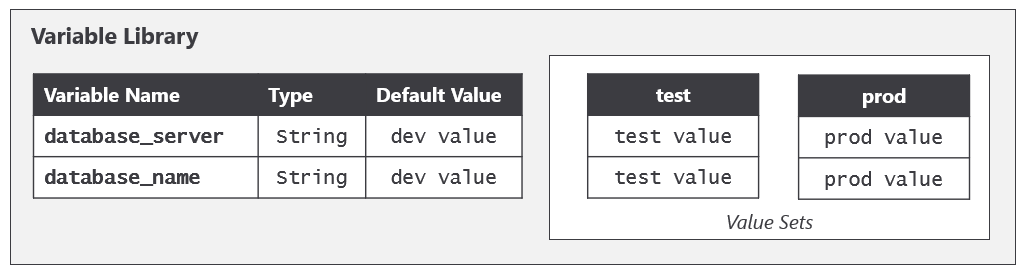 Variable Library
Variable Name Type Default Value test prod
database_server String dev value test value prod value
database_name String dev value test value prod value
Value Sets